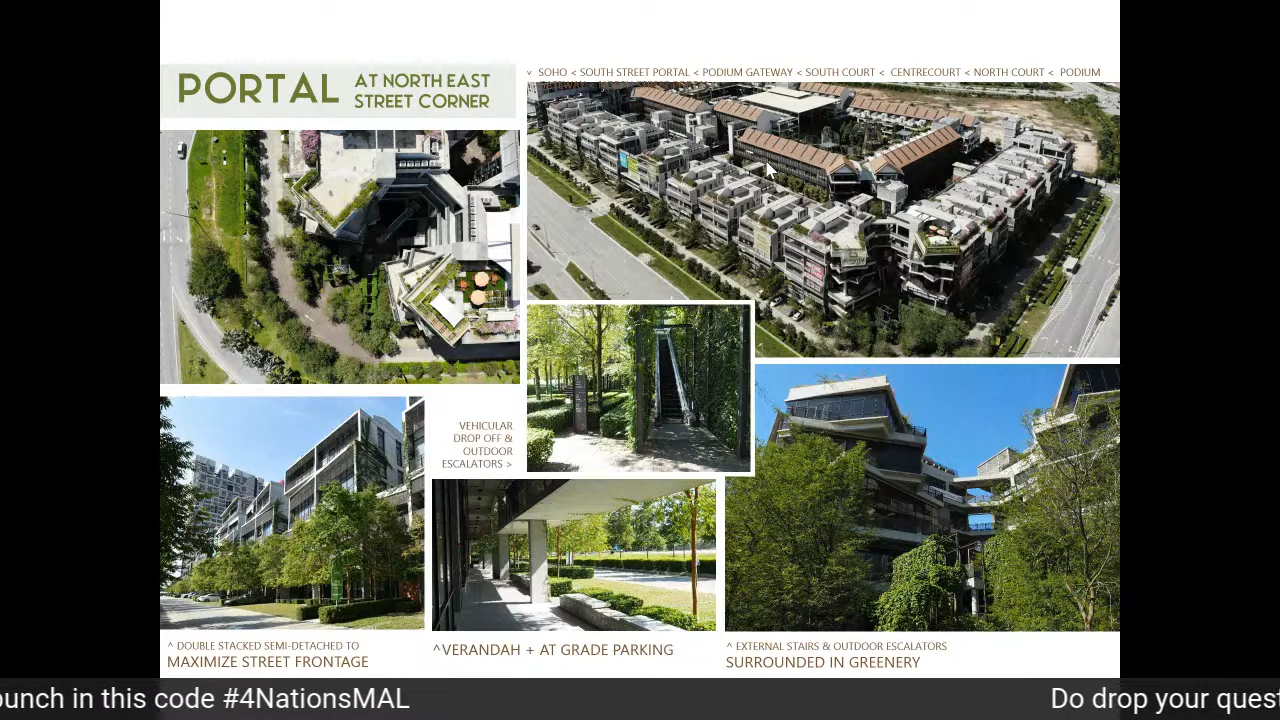 PORTAL AT NORTH EAST
STREET CORNER
v SOHO < SOUTH STREET PORTAL < PODIUM GATEWAY < SOUTH COURT < CENTRECOURT < NORTH COURT < PODIUM
VEHICULAR
DROP OFF &
OUTDOOR
ESCALATORS >
^ DOUBLE STACKED SEMI-DETACHED TO
MAXIMIZE STREET FRONTAGE
^VERANDAH + AT GRADE PARKING
^ EXTERNAL STAIRS & OUTDOOR ESCALATORS
SURROUNDED IN GREENERY
unch in this code #4NationsMAL
Do drop your quest